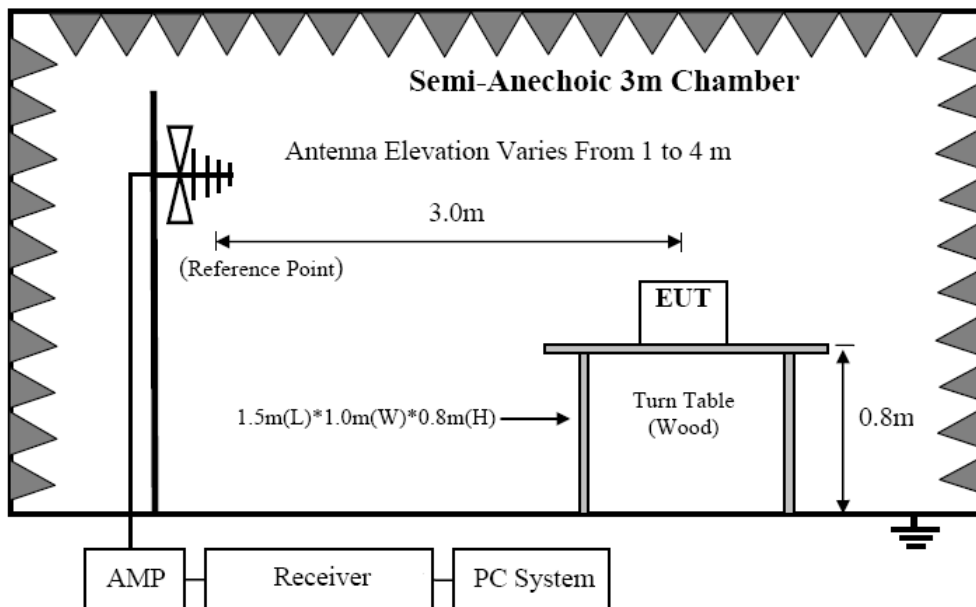 Semi-Anechoic 3m Chamber
Antenna Elevation Varies From 1 to 4 m
3.0m
(Reference Point)
EUT
1.5m(L)*1.0m(W)*0.8m(H)
Turn Table
(Wood)
0.8m
AMP
Receiver
PC System